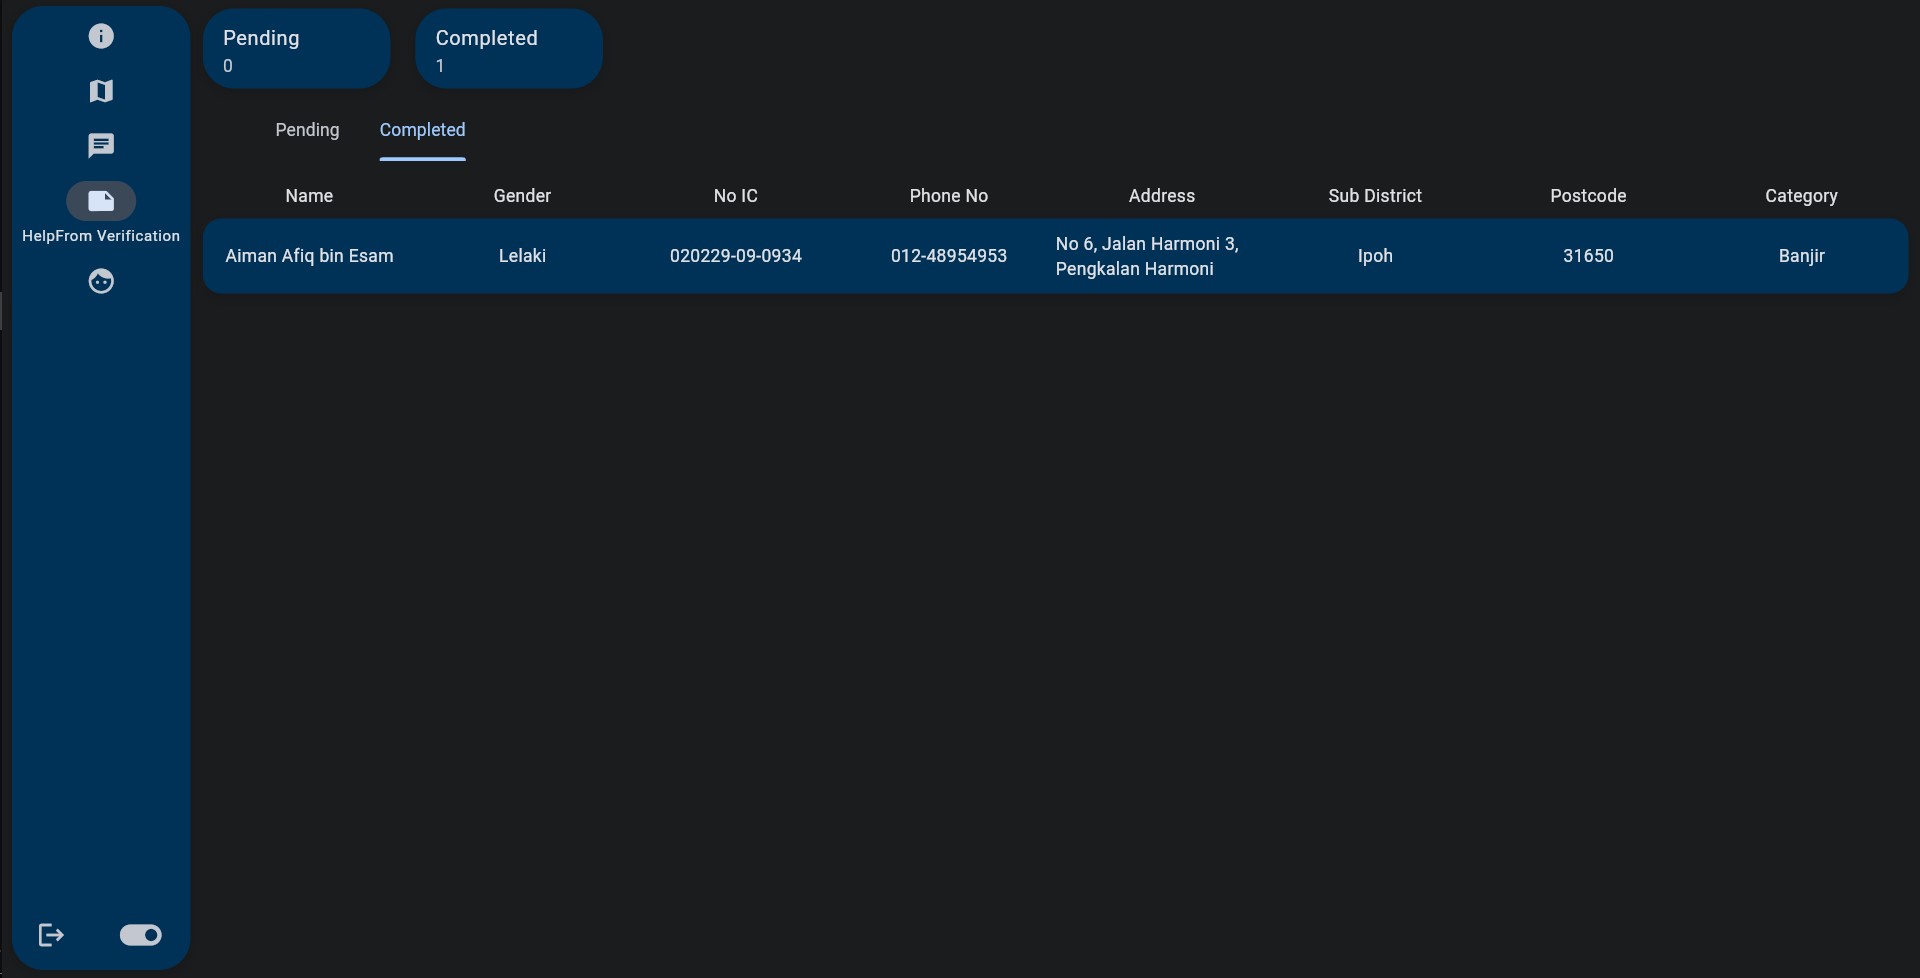 Pending
0
Completed
1
Pending
Completed
Name
Gender
No IC
Phone No
Address
Sub District
Postcode
Category
HelpFrom Verification
Aiman Afiq bin Esam
Lelaki
020229-09-0934
012-48954953
No 6, Jalan Harmoni 3,
Pengkalan Harmoni
Ipoh
31650
Banjir